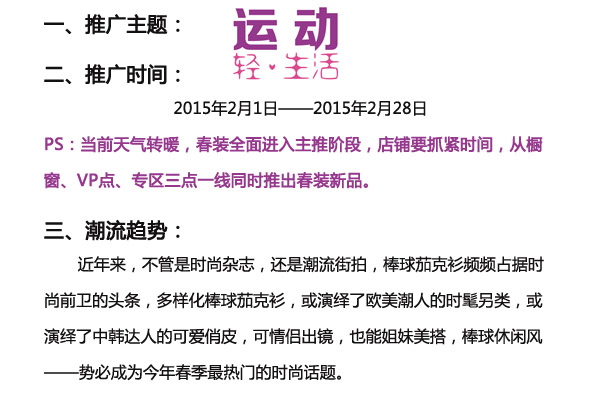 一、推广主题：
运动
轻·生活
二、推广时间：
2015年2月1日——2015年2月28日
PS：当前天气转暖，春装全面进入主推阶段，店铺要抓紧时间，从橱
窗、VP点、专区三点一线同时推出春装新品。
三、潮流趋势：
近年来，不管是时尚杂志，还是潮流街拍，棒球茄克衫频频占据时
尚前卫的头条，多样化棒球茄克衫，或演绎了欧美潮人的时髦另类，或
演绎了中韩达人的可爱俏皮，可情侣出镜，也能姐妹美搭，棒球休闲风
——势必成为今年春季最热门的时尚话题。